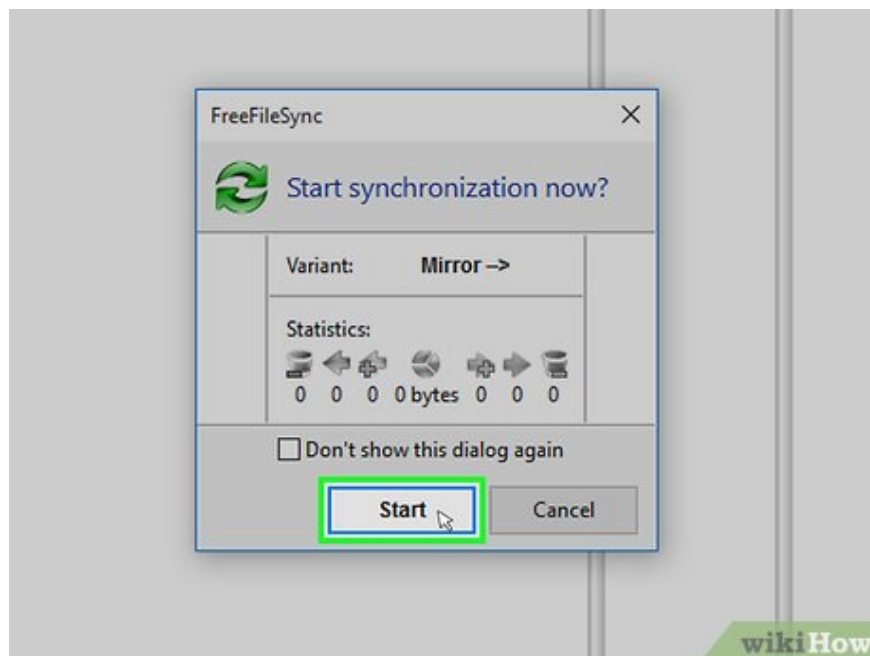 FreeFileSync
Start synchronization now?
Variant: Mirror -->
Statistics:
0 0 0 0 bytes 0 0 0
Don't show this dialog again
Start Cancel
wikiHow